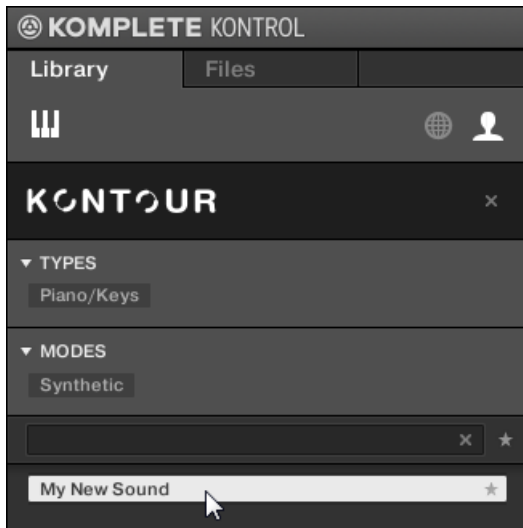 KOMPLETE KONTROL
Library Files
KONTOUR
TYPES
Piano/Keys
MODES
Synthetic
My New Sound